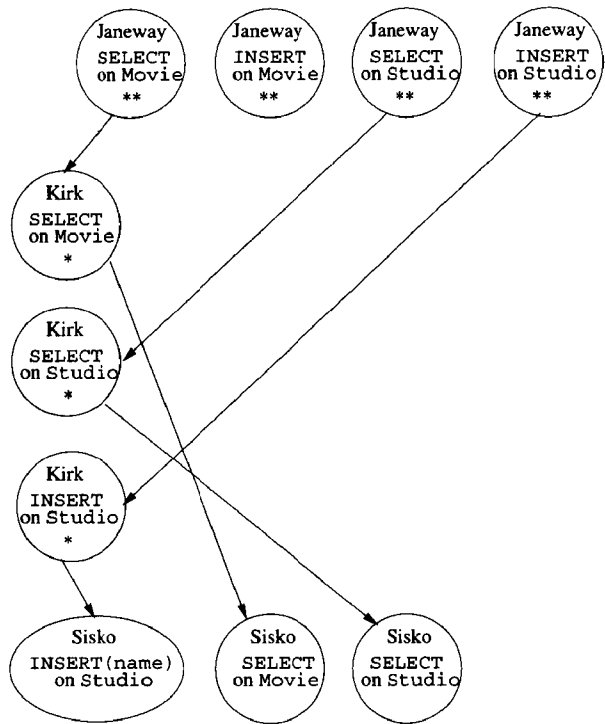 Janeway
SELECT
on Movie
**
Janeway
INSERT
on Movie
**
Janeway
SELECT
on Studio
**
Janeway
INSERT
on Studio
**
Kirk
SELECT
on Movie
*
Kirk
SELECT
on Studio
*
Kirk
INSERT
on Studio
*
Sisko
INSERT(name)
on Studio
Sisko
SELECT
on Movie
Sisko
SELECT
on Studio